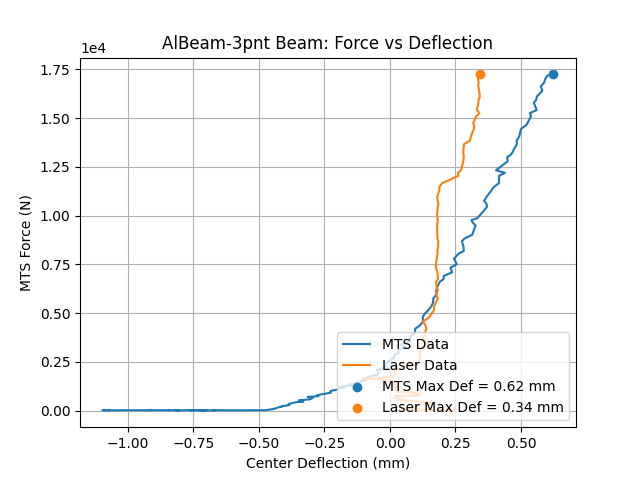 AlBeam-3pnt Beam: Force vs Deflection
1e4
1.75
1.50
1.25
1.00
0.75
0.50
0.25
0.00
MTS Force (N)
MTS Data
Laser Data
MTS Max Def = 0.62 mm
Laser Max Def = 0.34 mm
−1.00 −0.75 −0.50 −0.25 0.00 0.25 0.50
Center Deflection (mm)